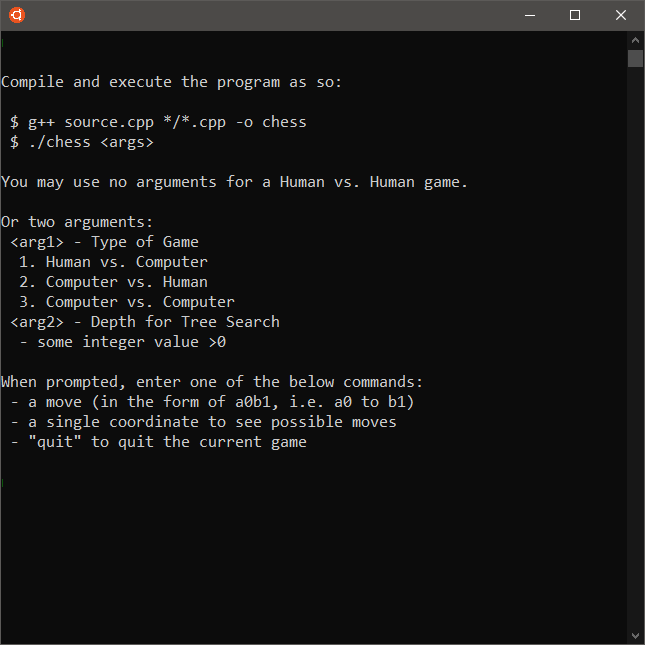 Compile and execute the program as so:
$ g++ source.cpp */*.cpp -o chess
$ ./chess <args>
You may use no arguments for a Human vs. Human game.
Or two arguments:
<arg1> - Type of Game
1. Human vs. Computer
2. Computer vs. Human
3. Computer vs. Computer
<arg2> - Depth for Tree Search
- some integer value >0
When prompted, enter one of the below commands:
- a move (in the form of a0b1, i.e. a0 to b1)
- a single coordinate to see possible moves
- "quit" to quit the current game